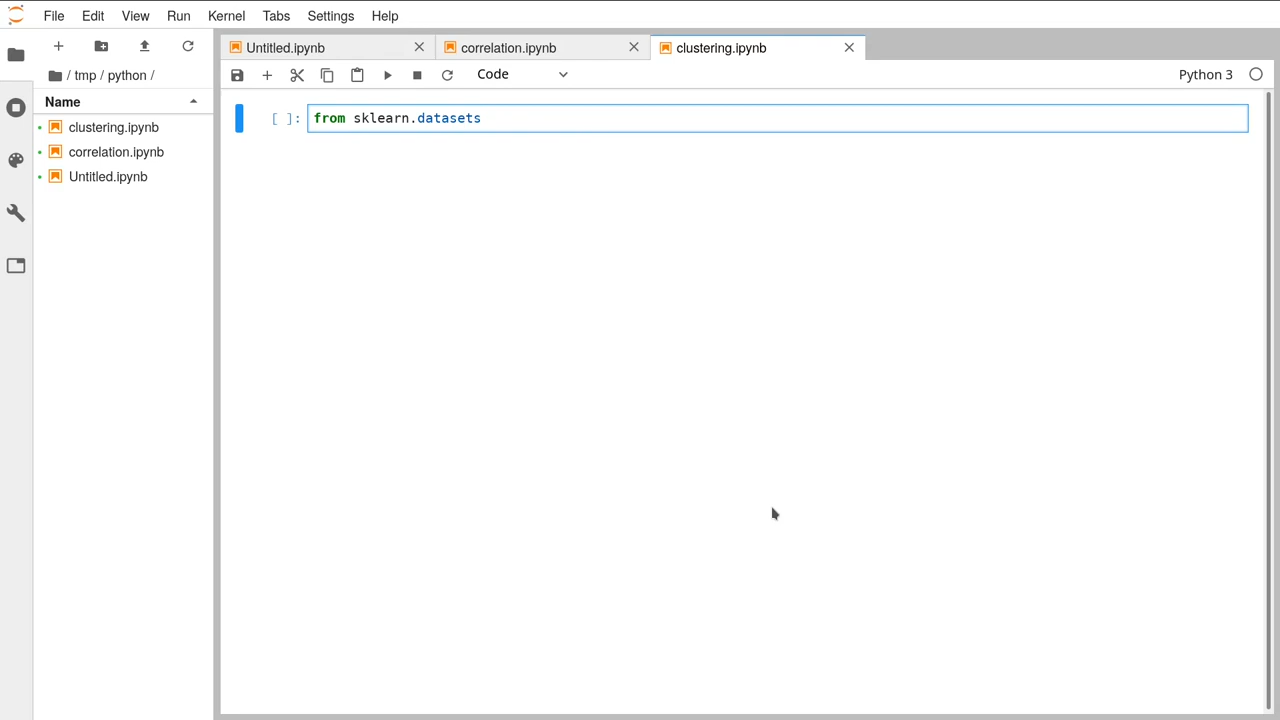 File Edit View Run Kernel Tabs Settings Help
Untitled.ipynb correlation.ipynb clustering.ipynb
/ tmp / python /
Code Python 3
Name
clustering.ipynb
correlation.ipynb
Untitled.ipynb
[ ]: from sklearn.datasets